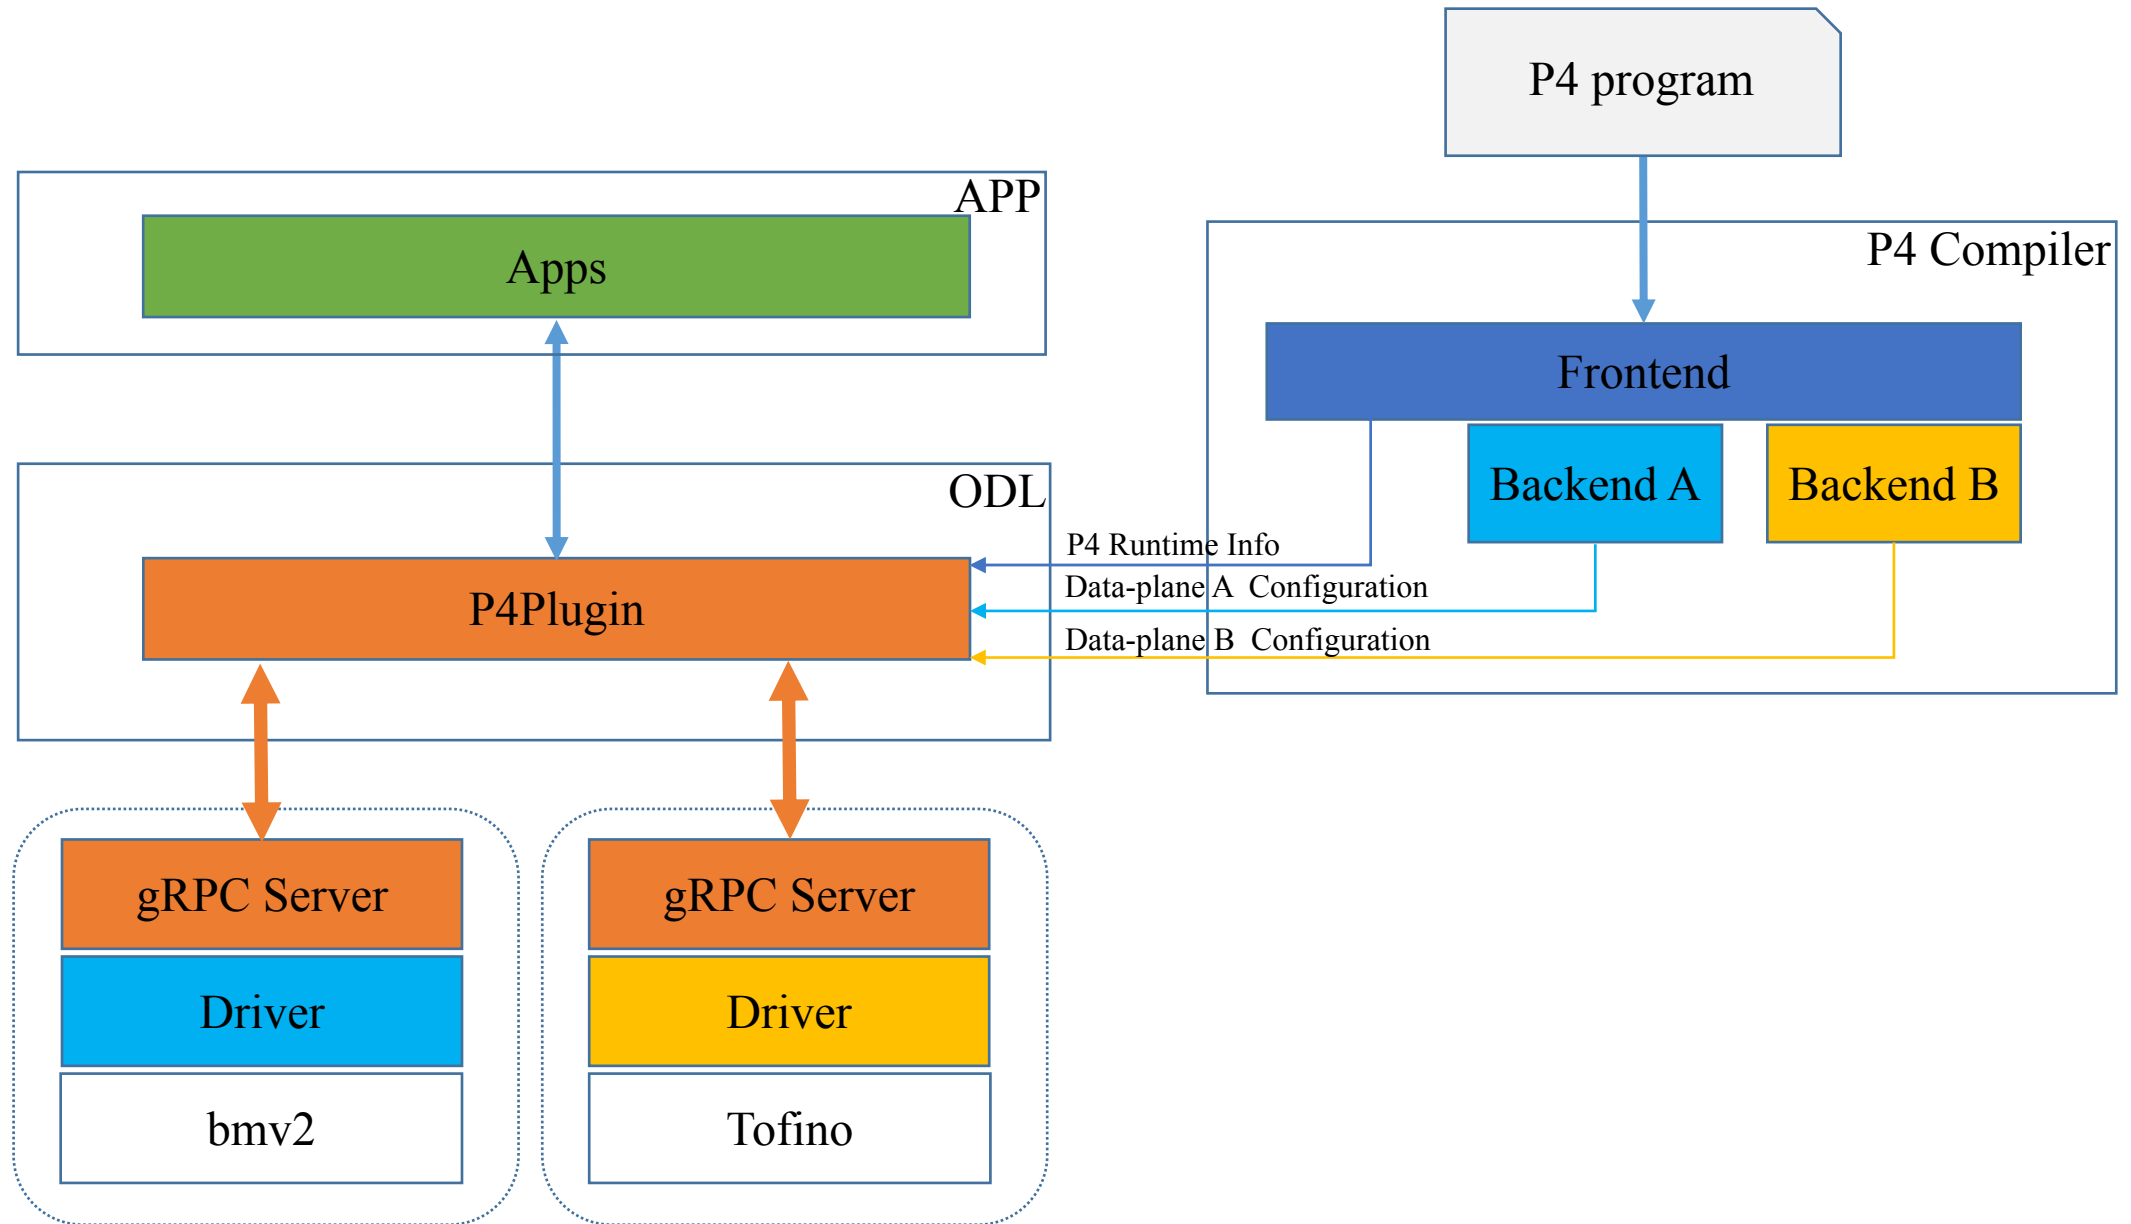 P4 program
APP
Apps
P4 Compiler
Frontend
Backend A
Backend B
ODL
P4 Runtime Info
Data-plane A  Configuration
P4Plugin
Data-plane B  Configuration
gRPC Server
gRPC Server
Driver
Driver
bmv2
Tofino